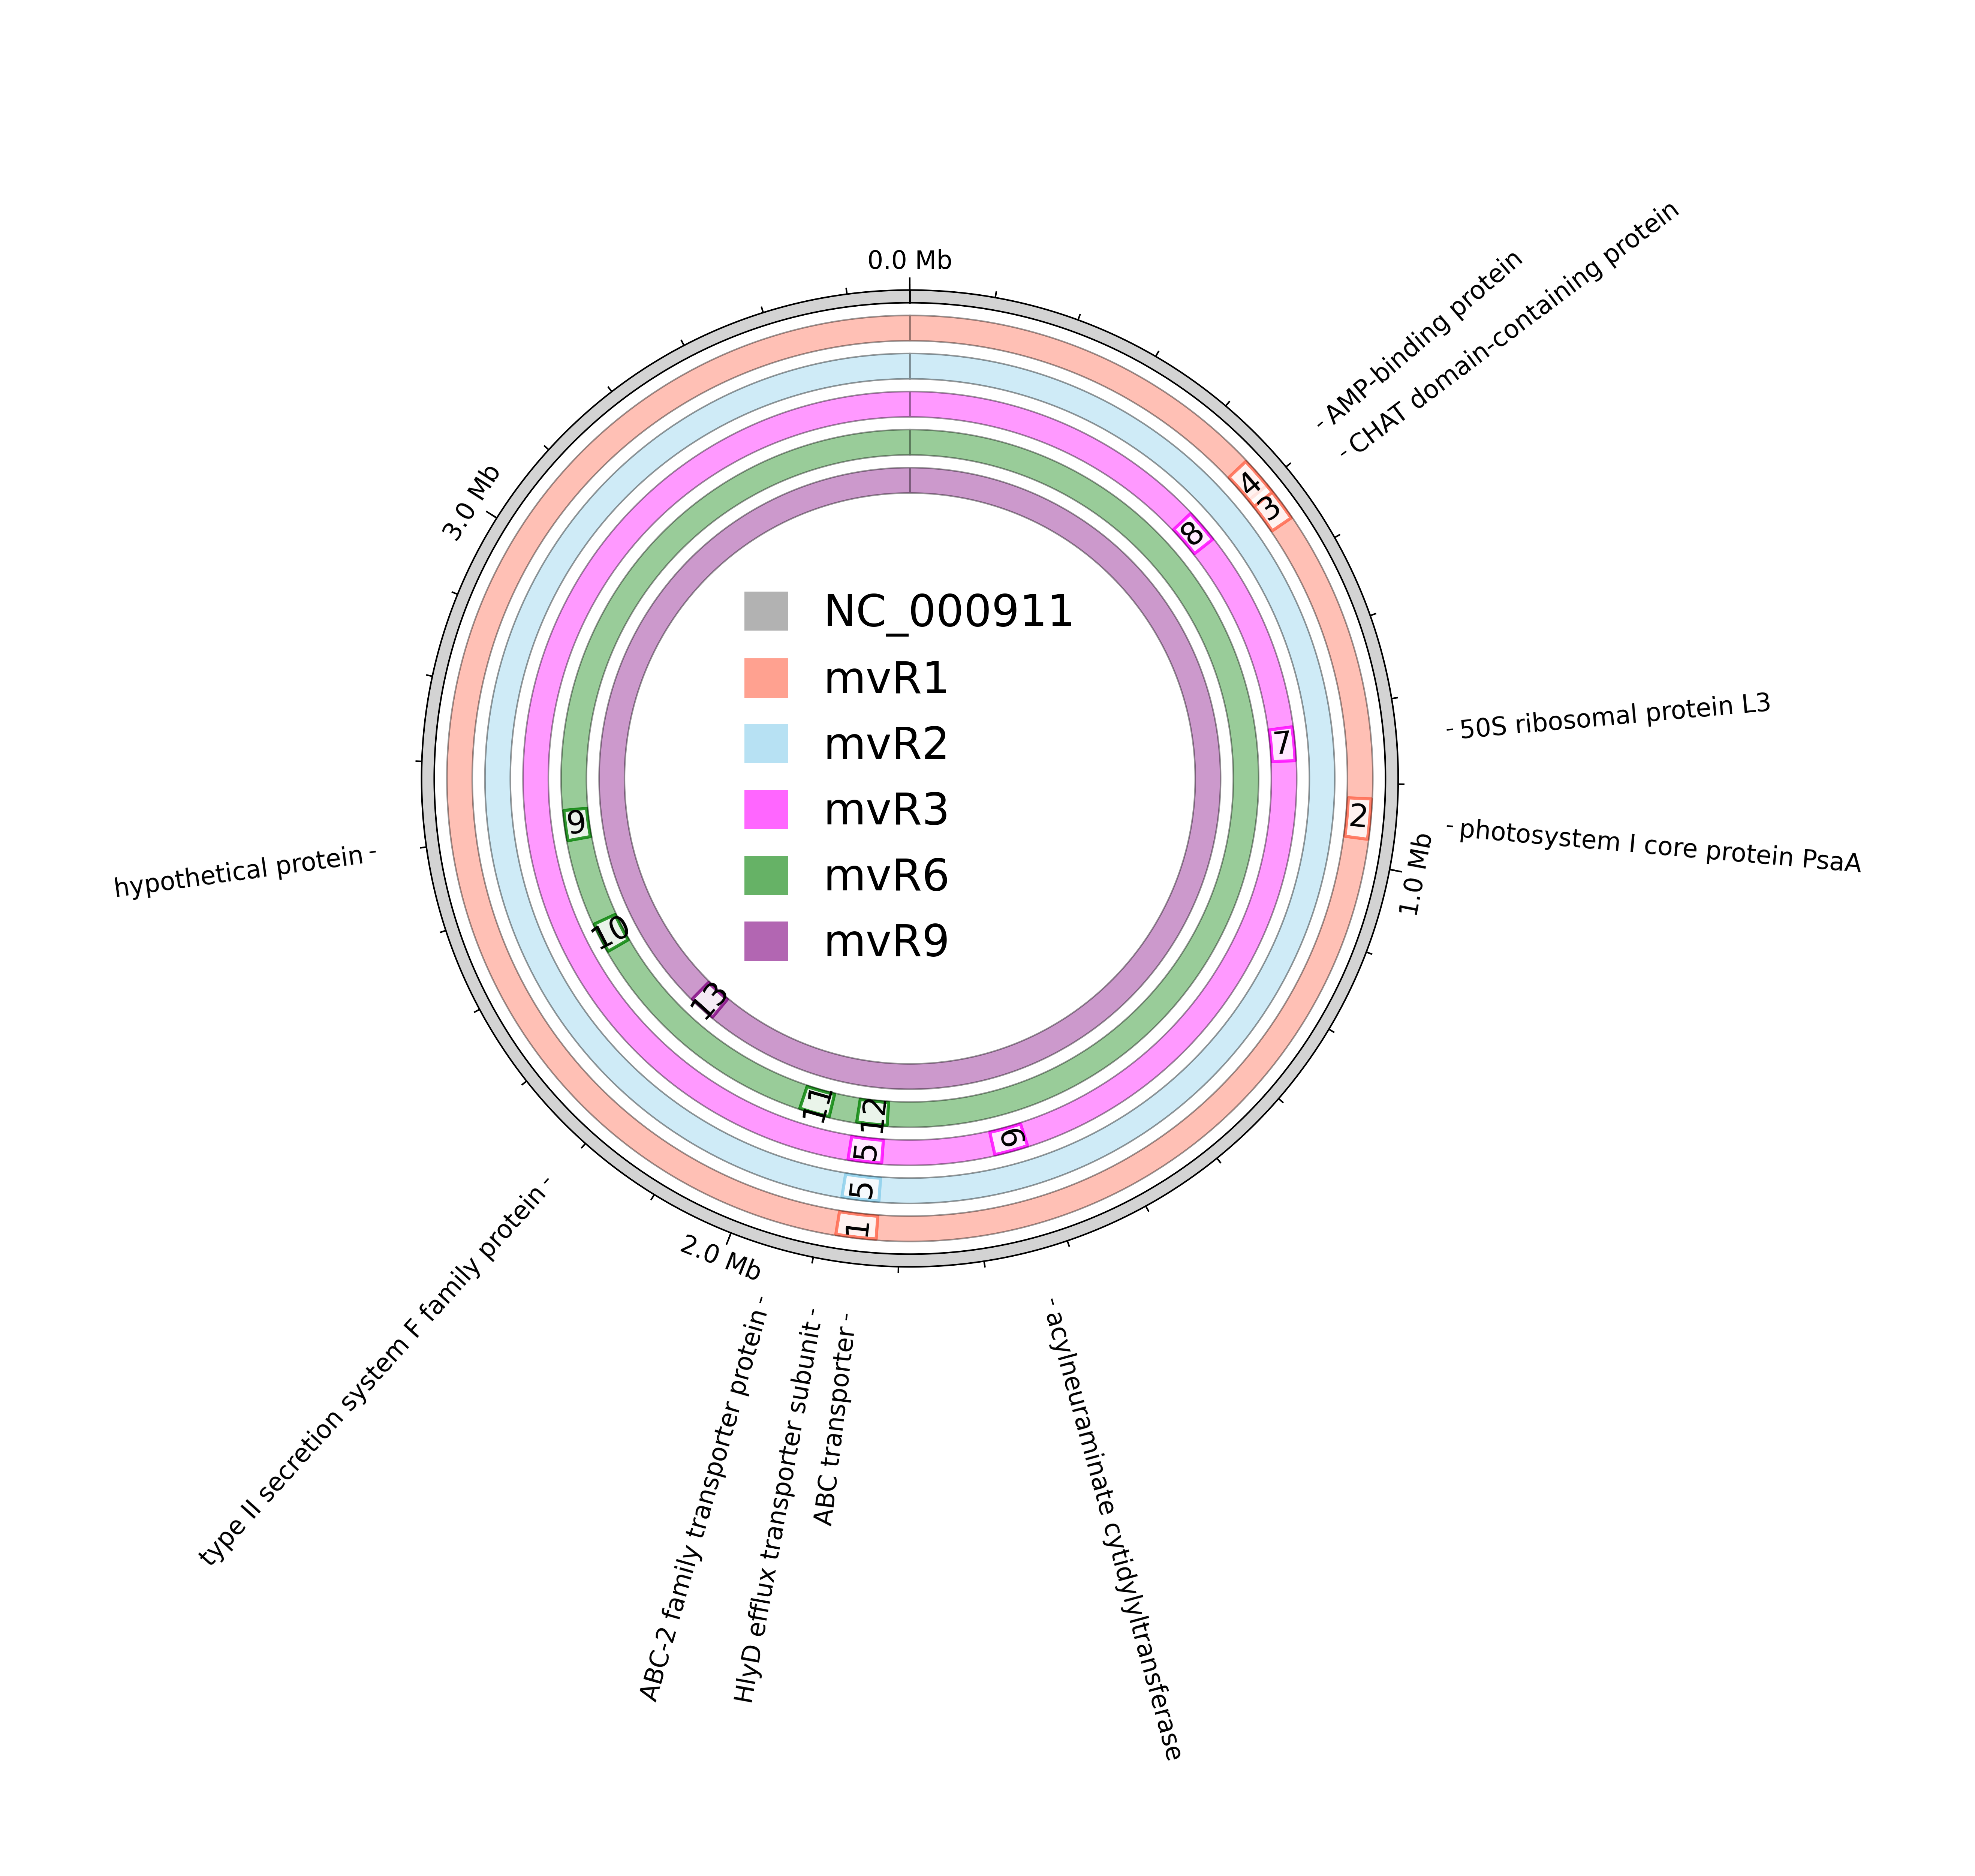 0.0 Mb
AMP-binding protein
CHAT domain-containing protein
3.0 Mb
4
3
8
NC_000911
mvR1
mvR2
mvR3
mvR6
mvR9
7
50S ribosomal protein L3
2
photosystem I core protein PsaA
1.0 Mb
9
hypothetical protein
10
13
11
12
6
5
5
1
2.0 Mb
type II secretion system F family protein
ABC-2 family transporter protein
HlyD efflux transporter subunit
ABC transporter
acylneuraminate cytidylyltransferase